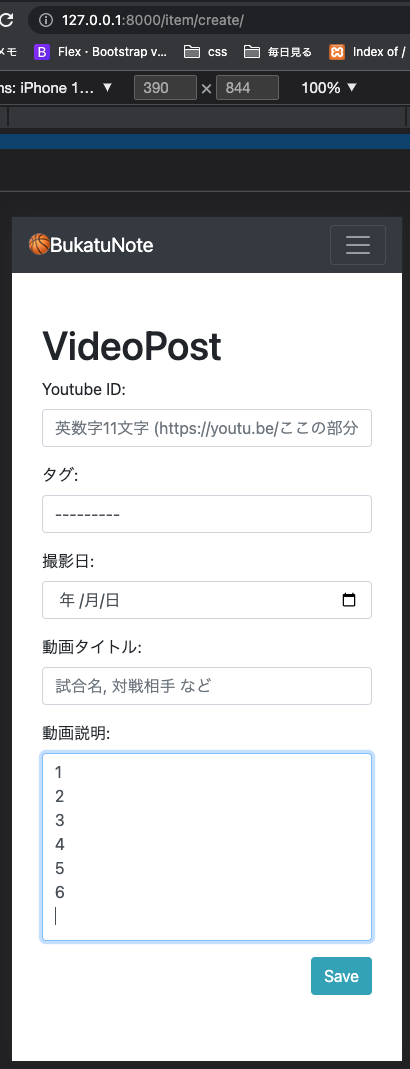 127.0.0.1:8000/item/create/
メモ B Flex · Bootstrap v... css 毎日見る Index of /
ns: iPhone 1... ▼ 390 × 844 100% ▼
BukatuNote
VideoPost
Youtube ID:
英数字11文字 (https://youtu.be/ここの部分
タグ:
---------
撮影日:
年 /月/日
動画タイトル:
試合名, 対戦相手 など
動画説明:
1
2
3
4
5
6
Save